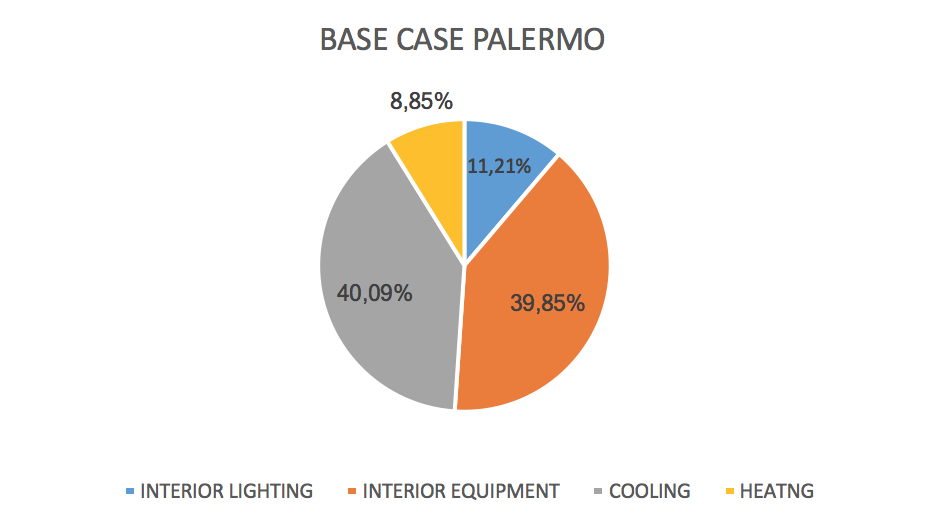 BASE CASE PALERMO
8,85%
11,21%
40,09%
39,85%
INTERIOR LIGHTING INTERIOR EQUIPMENT COOLING HEATNG